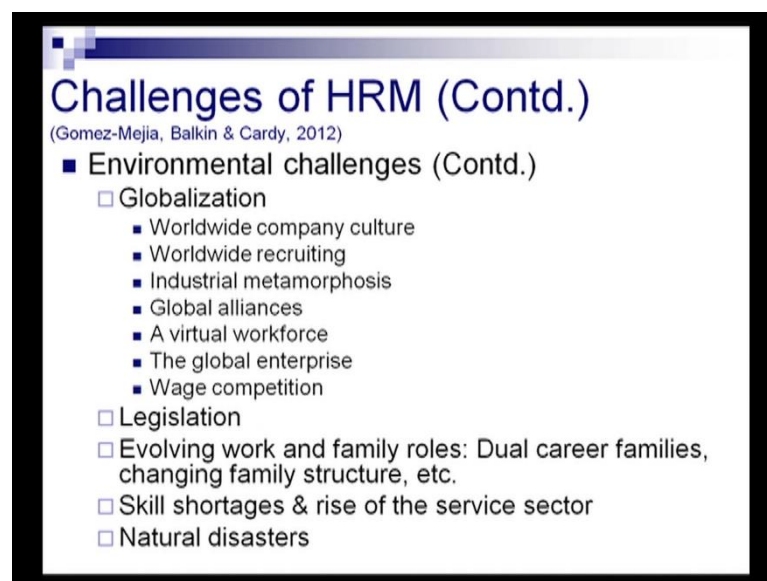 Challenges of HRM (Contd.)
(Gomez-Mejia, Balkin & Cardy, 2012)
Environmental challenges (Contd.)
Globalization
Worldwide company culture
Worldwide recruiting
Industrial metamorphosis
Global alliances
A virtual workforce
The global enterprise
Wage competition
Legislation
Evolving work and family roles: Dual career families,
changing family structure, etc.
Skill shortages & rise of the service sector
Natural disasters